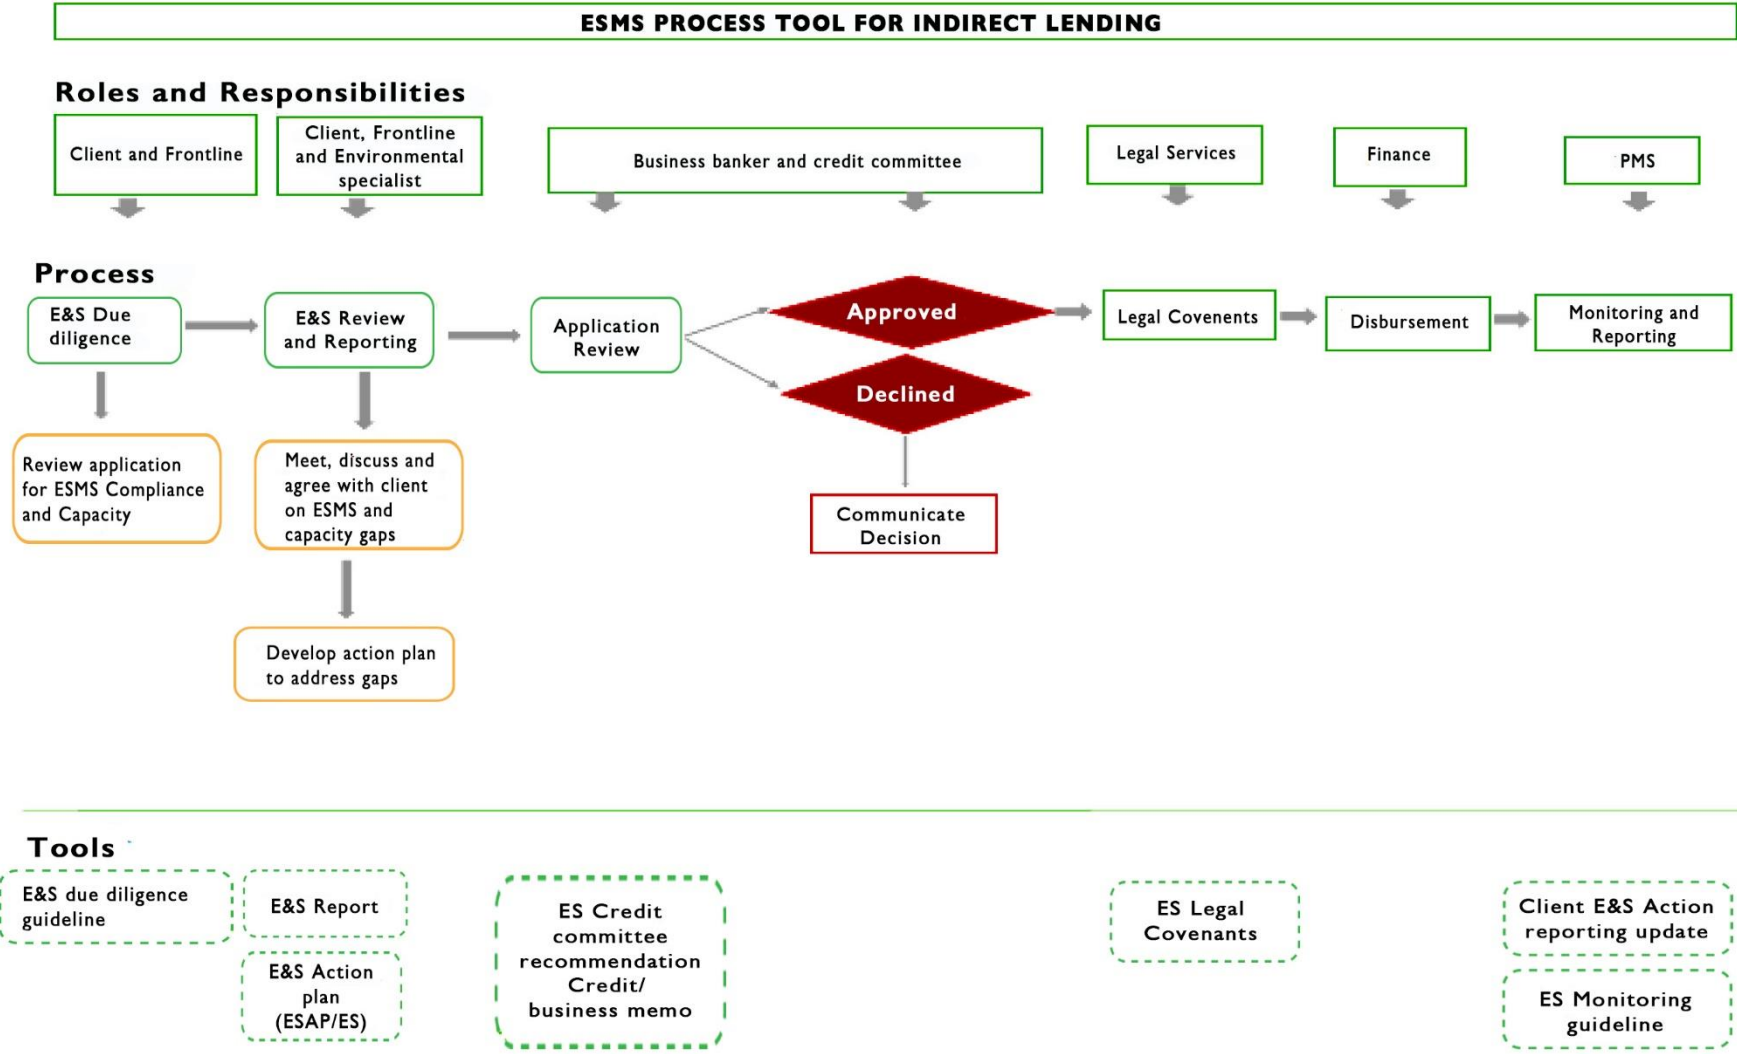 ESMS PROCESS TOOL FOR INDIRECT LENDING
Roles and Responsibilities
Client and Frontline
Client, Frontline
and Environmental
specialist
Business banker and credit committee
Legal Services
Finance
PMS
Process
E&S Due
diligence
E&S Review
and Reporting
Application
Review
Approved
Declined
Legal Covenents
Disbursement
Monitoring and
Reporting
Review application
for ESMS Compliance
and Capacity
Meet, discuss and
agree with client
on ESMS and
capacity gaps
Communicate
Decision
Develop action plan
to address gaps
Tools
E&S due diligence
guideline
E&S Report
E&S Action
plan
(ESAP/ES)
ES Credit
committee
recommendation
Credit/
business memo
ES Legal
Covenants
Client E&S Action
reporting update
ES Monitoring
guideline